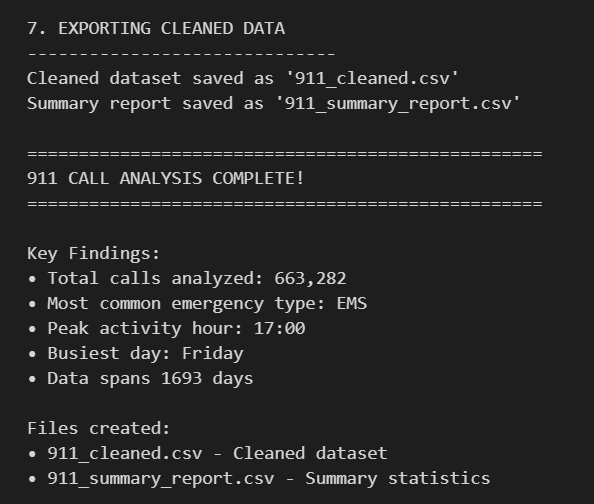 7. EXPORTING CLEANED DATA
------------------------------
Cleaned dataset saved as '911_cleaned.csv'
Summary report saved as '911_summary_report.csv'
==================================================
911 CALL ANALYSIS COMPLETE!
==================================================
Key Findings:
• Total calls analyzed: 663,282
• Most common emergency type: EMS
• Peak activity hour: 17:00
• Busiest day: Friday
• Data spans 1693 days
Files created:
• 911_cleaned.csv - Cleaned dataset
• 911_summary_report.csv - Summary statistics